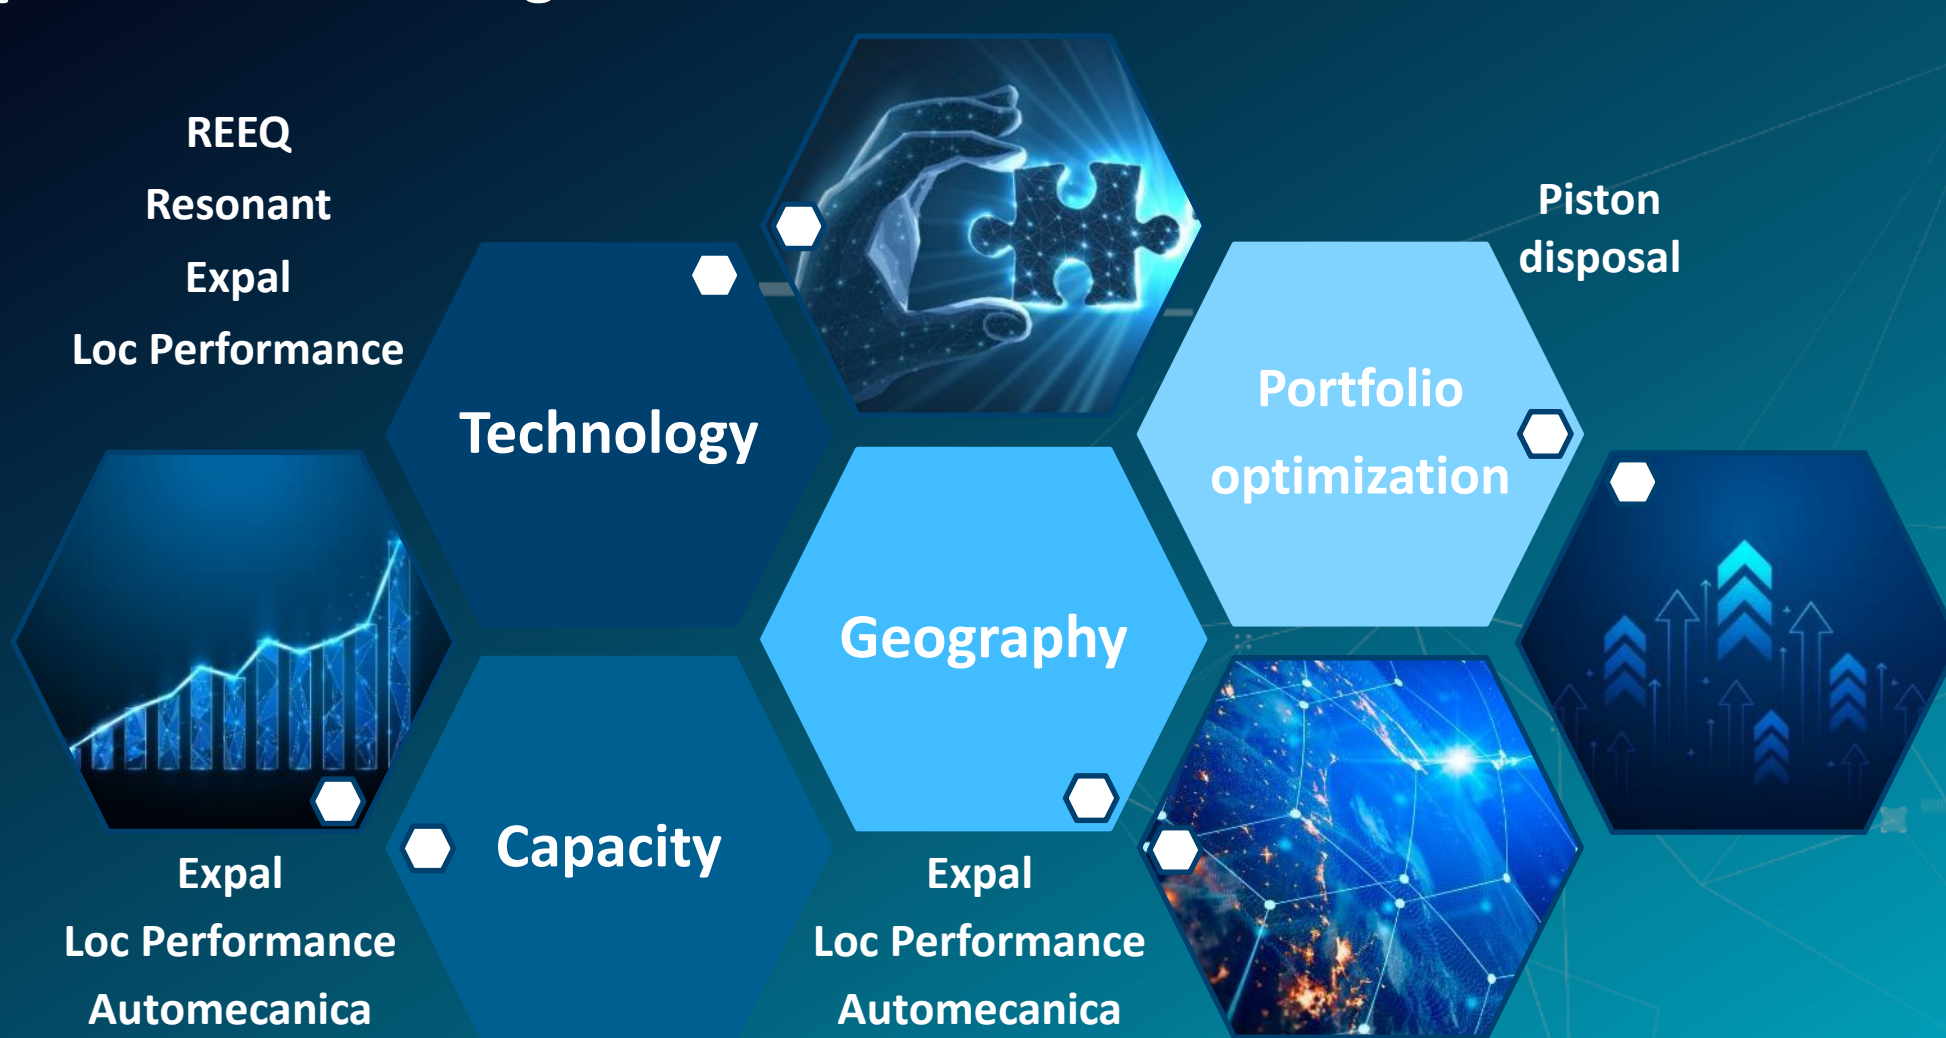 REEQ
Resonant
Expal
Loc Performance
Technology
Piston
disposal
Portfolio
optimization
Geography
Capacity
Expal
Loc Performance
Automecanica
Expal
Loc Performance
Automecanica